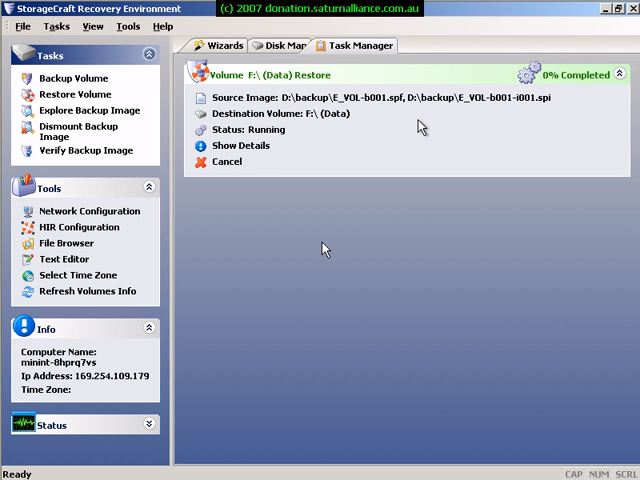 StorageCraft Recovery Environment
(c) 2007 donation.saturnalliance.com.au
File Tasks View Tools Help
Tasks
Backup Volume
Restore Volume
Explore Backup Image
Dismount Backup
Image
Verify Backup Image
Tools
Network Configuration
HIR Configuration
File Browser
Text Editor
Select Time Zone
Refresh Volumes Info
Info
Computer Name:
minint-8hprq7vs
Ip Address: 169.254.109.179
Time Zone:
Status
Wizards Disk Map Task Manager
Volume F:\ (Data) Restore 0% Completed
Source Image: D:\backup\E_VOL-b001.spf, D:\backup\E_VOL-b001-i001.spi
Destination Volume: F:\ (Data)
Status: Running
Show Details
Cancel
Ready CAP NUM SCRL